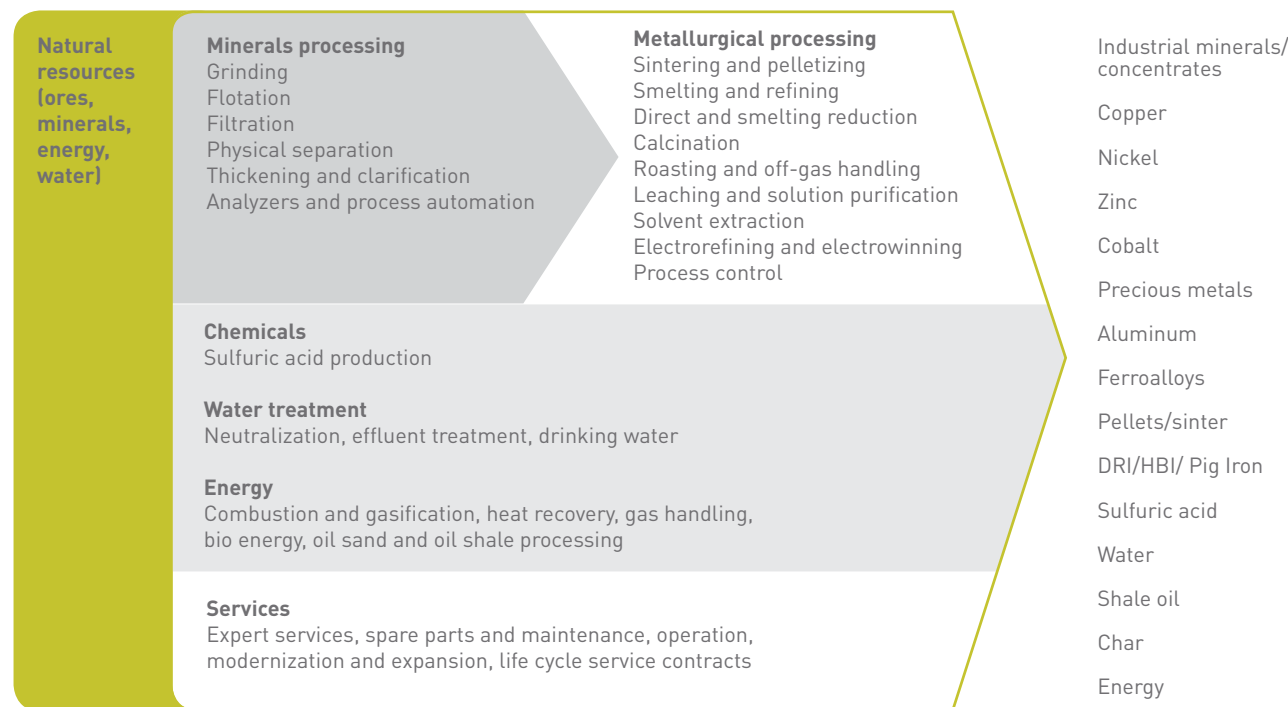 Natural
resources
(ores,
minerals,
energy,
water)
Minerals processing
Grinding
Flotation
Filtration
Physical separation
Thickening and clarification
Analyzers and process automation
Metallurgical processing
Sintering and pelletizing
Smelting and refining
Direct and smelting reduction
Calcination
Roasting and off-gas handling
Leaching and solution purification
Solvent extraction
Electrorefining and electrowinning
Process control
Chemicals
Sulfuric acid production
Water treatment
Neutralization, effluent treatment, drinking water
Energy
Combustion and gasification, heat recovery, gas handling,
bio energy, oil sand and oil shale processing
Services
Expert services, spare parts and maintenance, operation,
modernization and expansion, life cycle service contracts
Industrial minerals/
concentrates
Copper
Nickel
Zinc
Cobalt
Precious metals
Aluminum
Ferroalloys
Pellets/sinter
DRI/HBI/ Pig Iron
Sulfuric acid
Water
Shale oil
Char
Energy